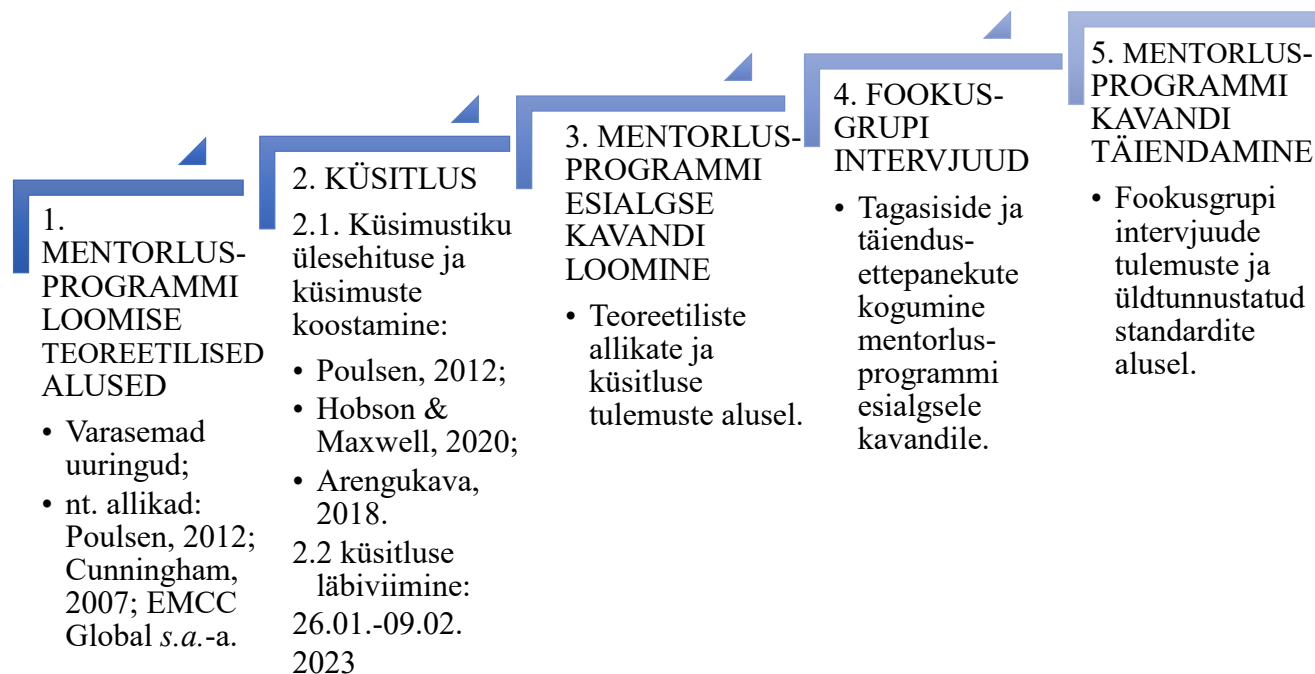 1.
MENTORLUS-
PROGRAMMI
LOOMISE
TEOREETILISED
ALUSED
• Varasemad
uuringud;
• nt. allikad:
Poulsen, 2012;
Cunningham,
2007; EMCC
Global s.a.-a.
2. KÜSITLUS
2.1. Küsimustiku
ülesehituse ja
küsimuste
koostamine:
• Poulsen, 2012;
• Hobson &
Maxwell, 2020;
• Arengukava,
2018.
2.2 küsitluse
läbiviimine:
26.01.-09.02.
2023
3. MENTORLUS-
PROGRAMMI
ESIALGSE
KAVANDI
LOOMINE
• Teoreetiliste
allikate ja
küsitluse
tulemuste alusel.
4. FOOKUS-
GRUPI
INTERVJUUD
• Tagasiside ja
täiendus-
ettepanekute
kogumine
mentorlus-
programmi
esialgsele
kavandile.
5. MENTORLUS-
PROGRAMMI
KAVANDI
TÄIENDAMINE
• Fookusgrupi
intervjuude
tulemuste ja
üldtunnustatud
standardite
alusel.